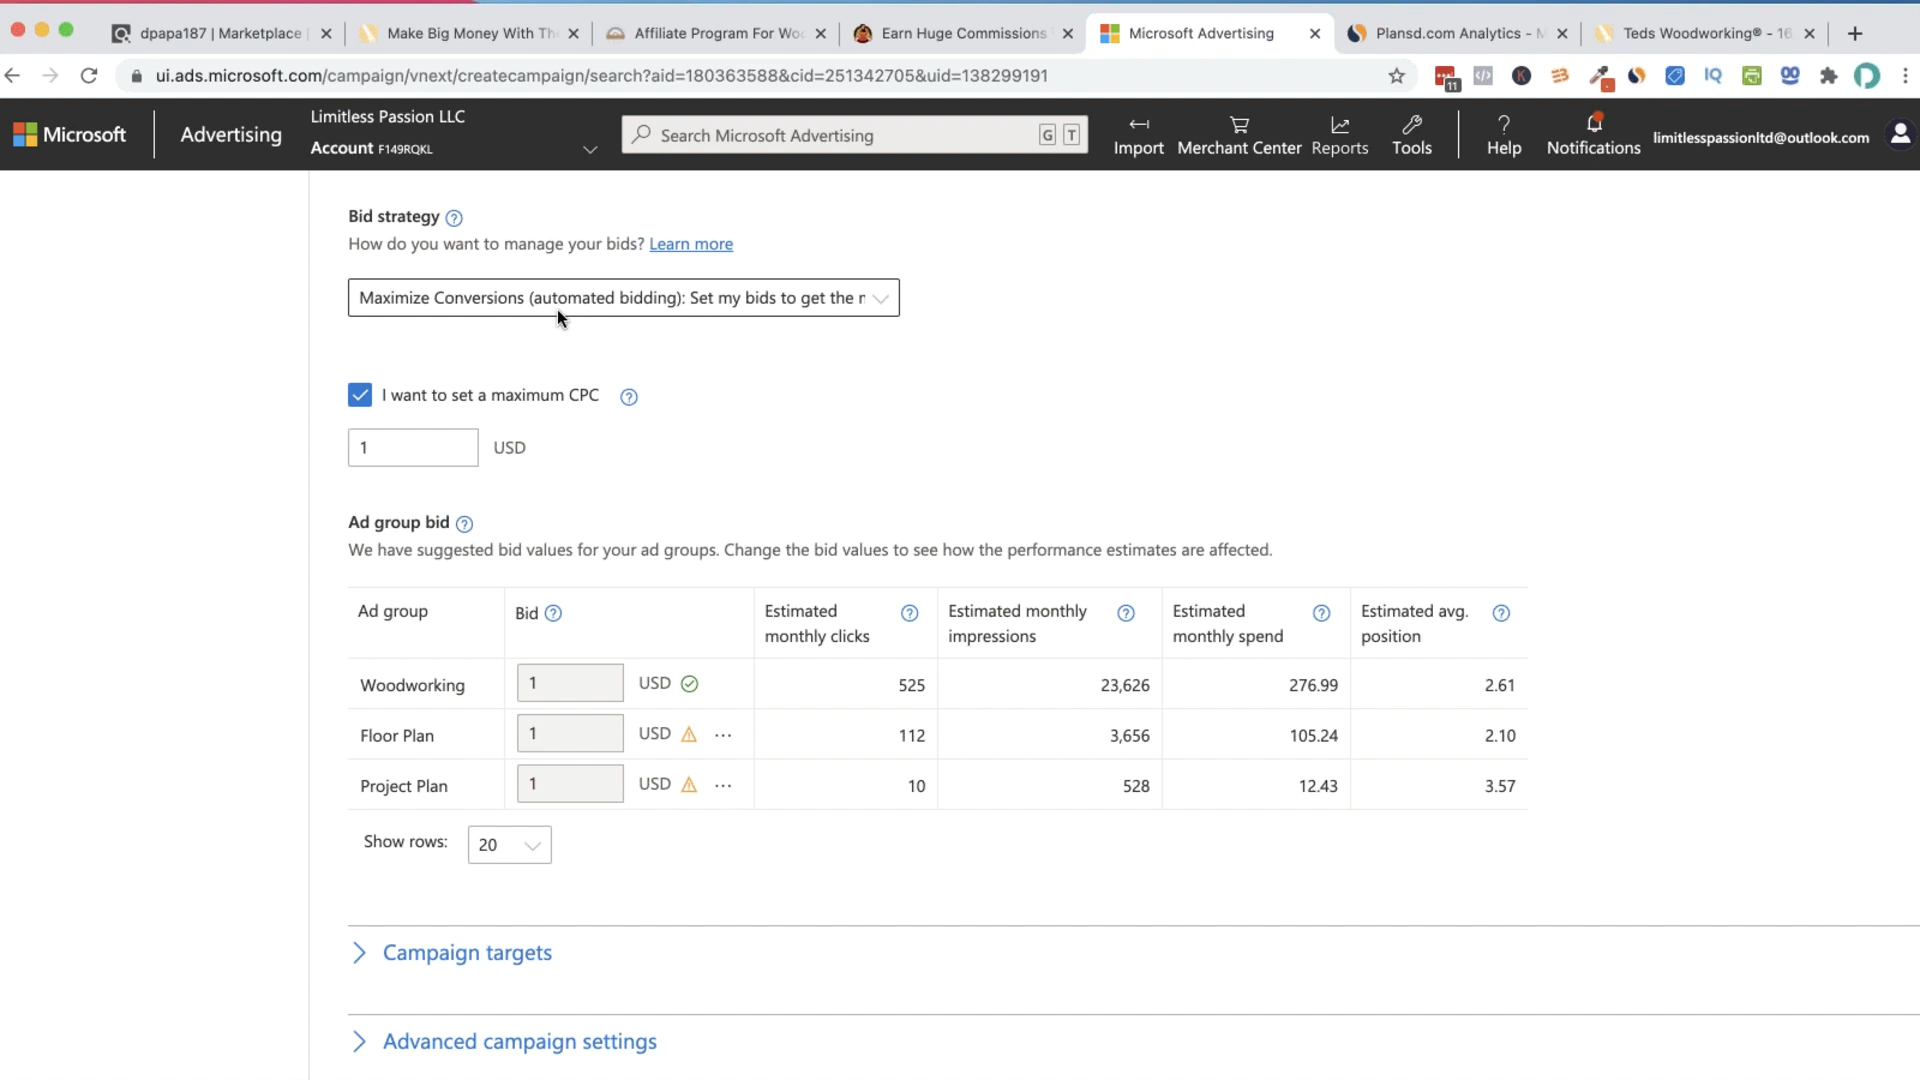 dpapa187 | Marketplace
Make Big Money With Th
Affiliate Program For Woo
Earn Huge Commissions
Microsoft Advertising
Plansd.com Analytics - M
Teds Woodworking® - 16
ui.ads.microsoft.com/campaign/vnext/createcampaign/search?aid=180363588&cid=251342705&uid=138299191
11
IQ
Microsoft
Advertising
Limitless Passion LLC
Account F149RQKL
Search Microsoft Advertising
G T
Import
Merchant Center
Reports
Tools
Help
Notifications
limitlesspassionltd@outlook.com
Bid strategy
How do you want to manage your bids? Learn more
Maximize Conversions (automated bidding): Set my bids to get the
I want to set a maximum CPC
1 USD
Ad group bid
We have suggested bid values for your ad groups. Change the bid values to see how the performance estimates are affected.
Ad group Bid Estimated monthly clicks Estimated monthly impressions Estimated monthly spend Estimated avg. position
Woodworking 1 USD 525 23,626 276.99 2.61
Floor Plan 1 USD ... 112 3,656 105.24 2.10
Project Plan 1 USD ... 10 528 12.43 3.57
Show rows: 20
Campaign targets
Advanced campaign settings